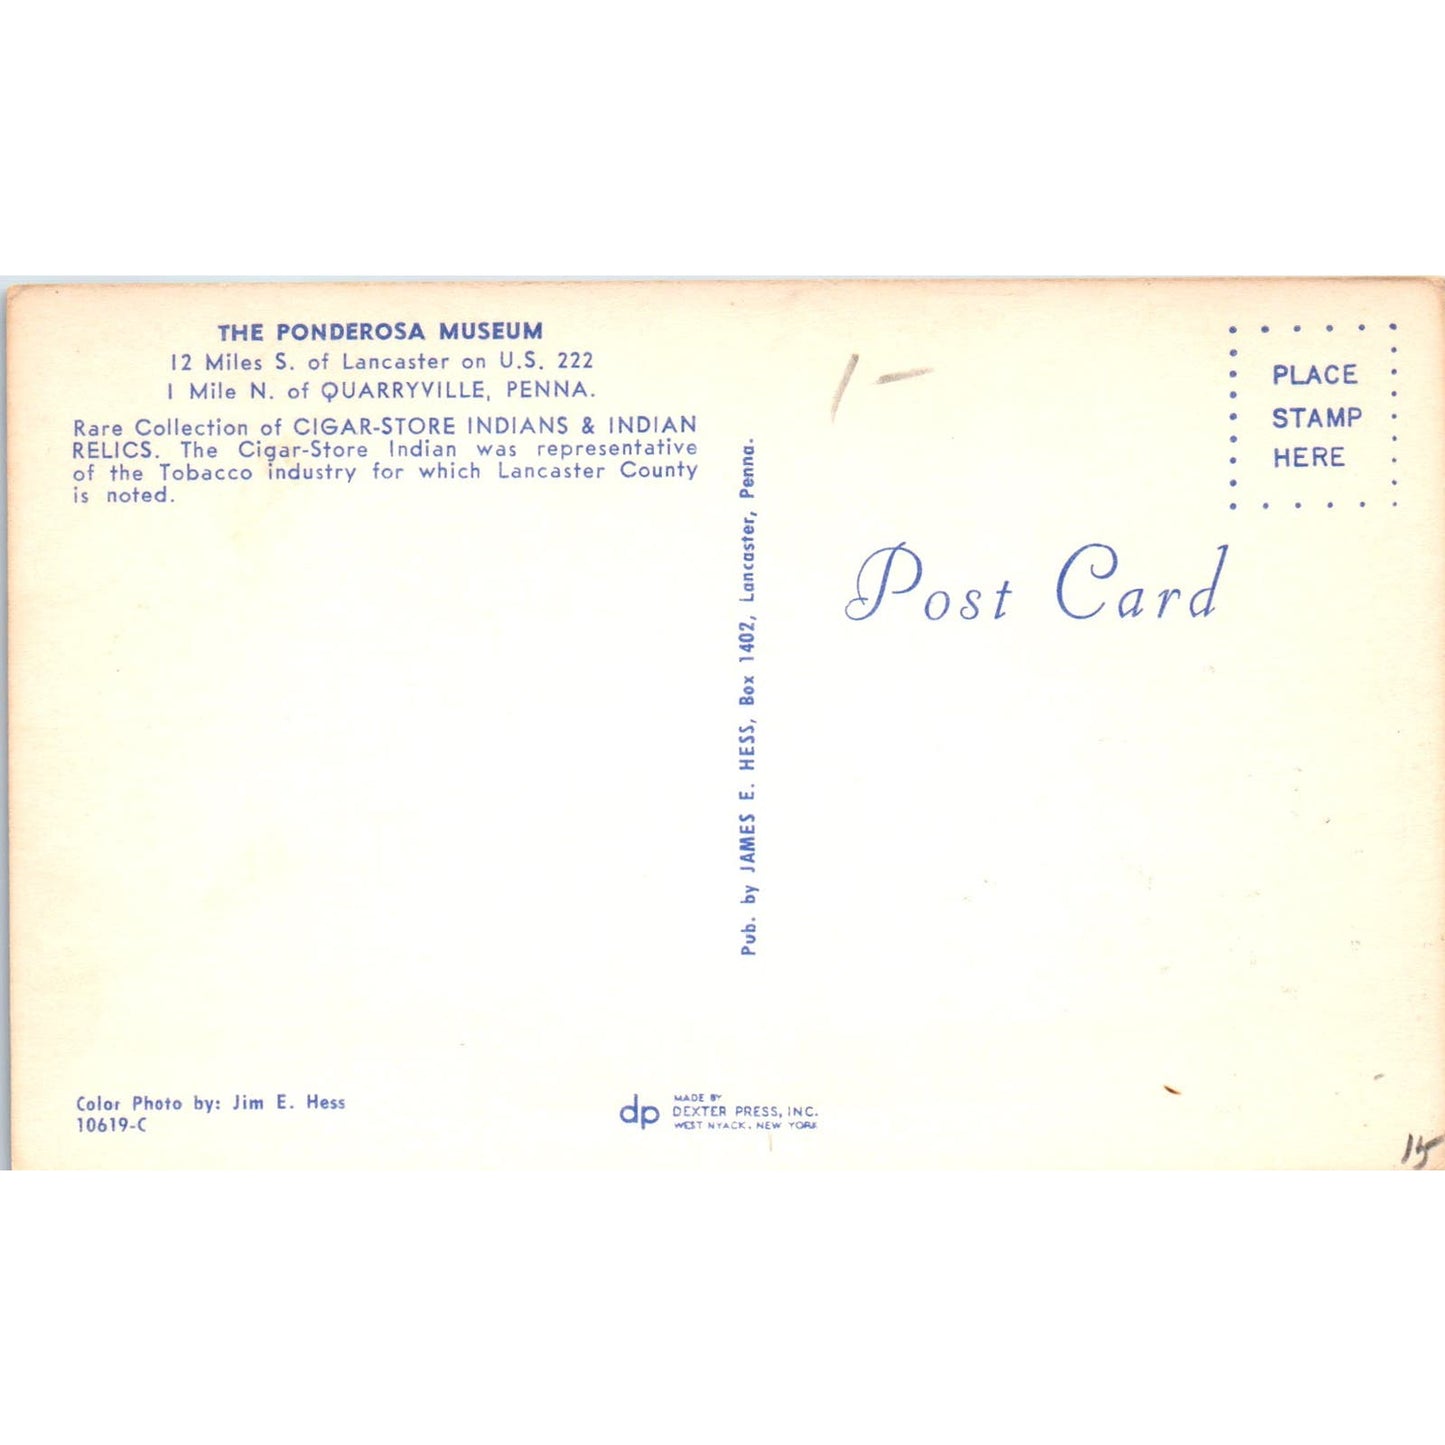 THE PONDEROSA MUSEUM
12 Miles S. of Lancaster on U.S. 222
1 Mile N. of QUARRYVILLE, PENNA.
Rare Collection of CIGAR-STORE INDIANS & INDIAN
RELICS. The Cigar-Store Indian was representative
of the Tobacco industry for which Lancaster County
is noted.
Color Photo by: Jim E. Hess
10619-C
Pub. by JAMES E. HESS, Box 1402, Lancaster, Penna.
dp
MADE BY
DEXTER PRESS, INC.
WEST NYACK, NEW YORK
1 –
PLACE
STAMP
HERE
Post Card
15